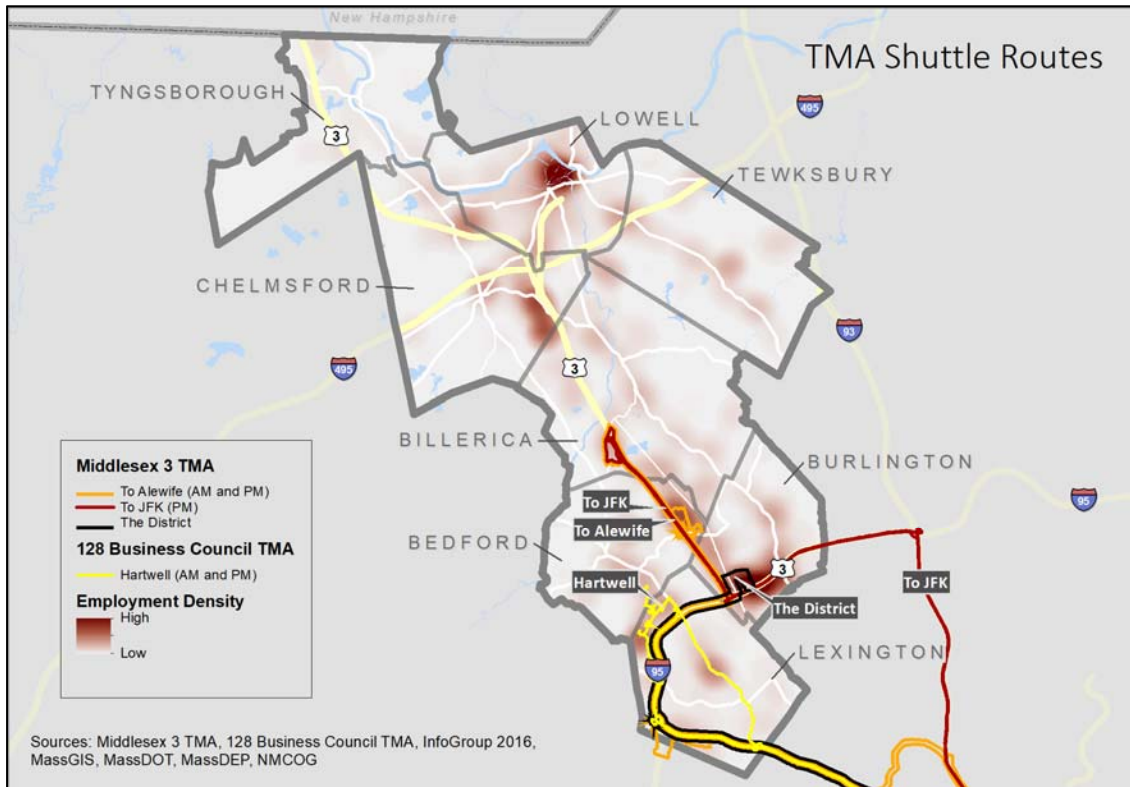 New Hampshire
TMA Shuttle Routes
TYNGSBOROUGH
495
3
LOWELL
TEWKSBURY
CHELMSFORD
93
495
3
BILLERICA
BURLINGTON
95
To JFK
To Alewife
BEDFORD
3
Hartwell
To JFK
The District
LEXINGTON
95
Middlesex 3 TMA
To Alewife (AM and PM)
To JFK (PM)
The District
128 Business Council TMA
Hartwell (AM and PM)
Employment Density
High
Low
Sources: Middlesex 3 TMA, 128 Business Council TMA, InfoGroup 2016,
MassGIS, MassDOT, MassDEP, NMCOG